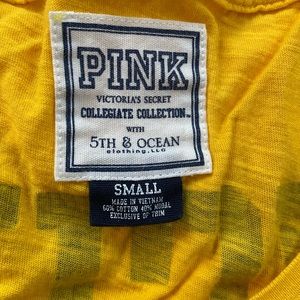 PINK
VICTORIA'S SECRET
COLLEGIATE COLLECTION™
WITH
5TH & OCEAN
clothing, LLC
SMALL
MADE IN VIETNAM
60% COTTON 40% MODAL
EXCLUSIVE OF TRIM